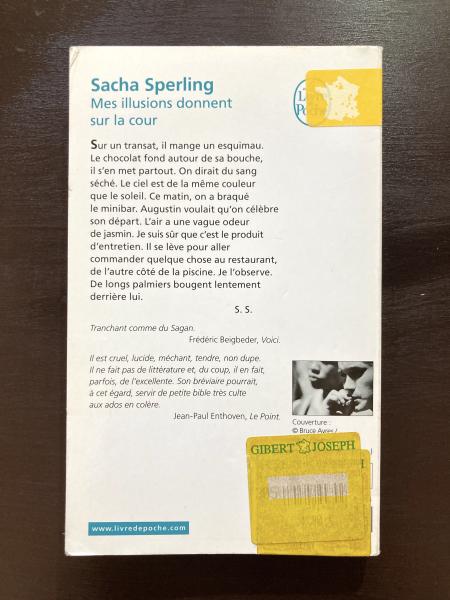 Sacha Sperling
Mes illusions donnent
sur la cour
Le
Livre
Poche
Sur un transat, il mange un esquimau.
Le chocolat fond autour de sa bouche,
il s'en met partout. On dirait du sang
séché. Le ciel est de la même couleur
que le soleil. Ce matin, on a braqué
le minibar. Augustin voulait qu'on célèbre
son départ. L'air a une vague odeur
de jasmin. Je suis sûr que c'est le produit
d'entretien. Il se lève pour aller
commander quelque chose au restaurant,
de l'autre côté de la piscine. Je l'observe.
De longs palmiers bougent lentement
derrière lui.
S. S.
Tranchant comme du Sagan.
Frédéric Beigbeder, Voici.
Il est cruel, lucide, méchant, tendre, non dupe.
Il ne fait pas de littérature et, du coup, il en fait,
parfois, de l'excellente. Son bréviaire pourrait,
à cet égard, servir de petite bible très culte
aux ados en colère.
Jean-Paul Enthoven, Le Point.
Couverture :
© Bruce
GIBERT JOSEPH
www.livredepoche.com